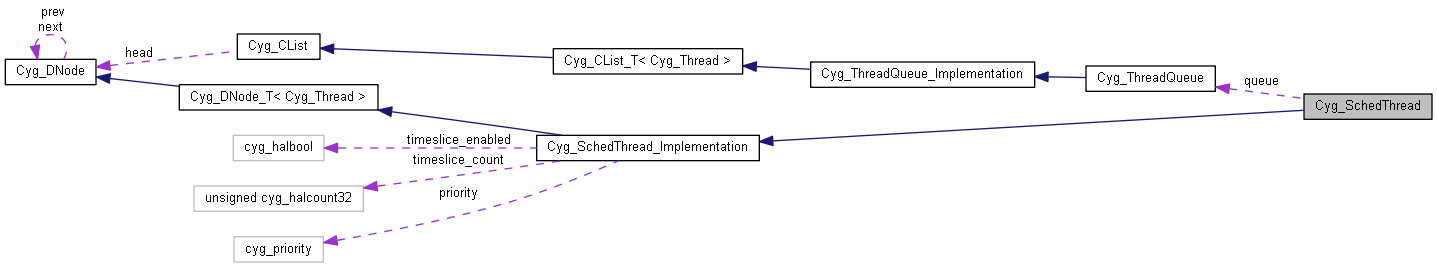 prev
next
Cyg_DNode
head
Cyg_CList
Cyg_CList_T< Cyg_Thread >
Cyg_ThreadQueue_Implementation
Cyg_ThreadQueue
queue
Cyg_SchedThread
Cyg_DNode_T< Cyg_Thread >
Cyg_SchedThread_Implementation
timeslice_enabled
cyg_halbool
timeslice_count
unsigned cyg_halcount32
priority
cyg_priority